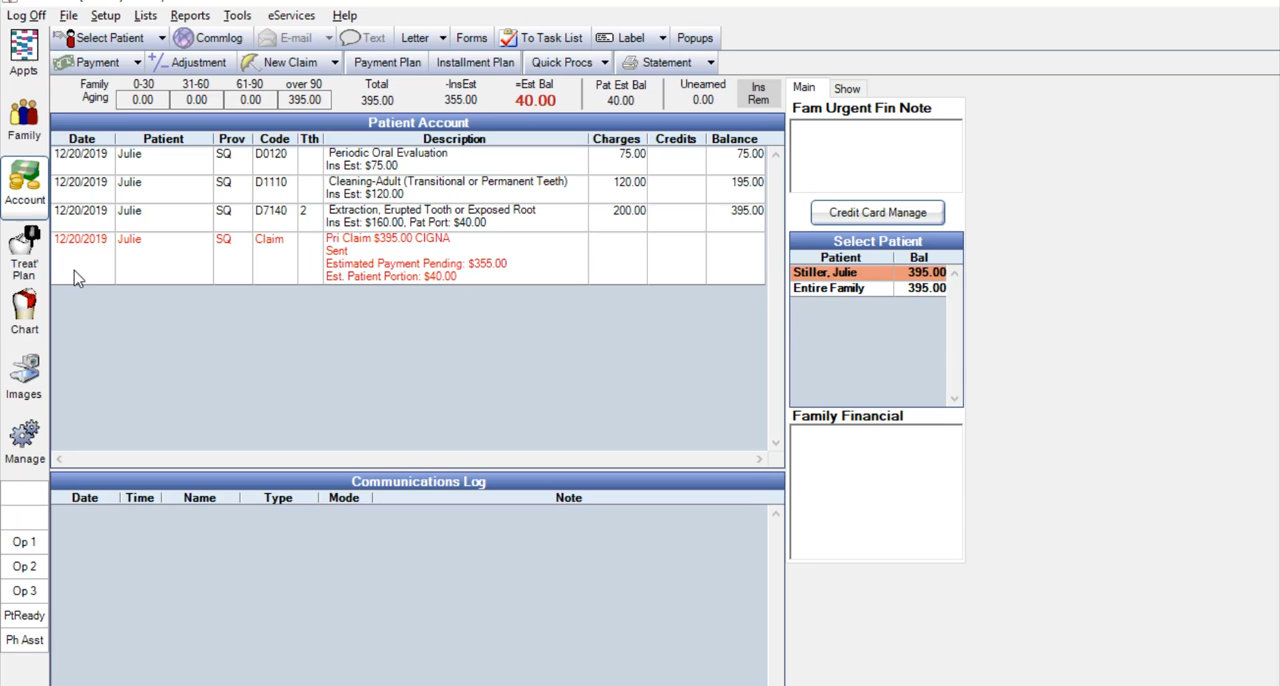 Log Off File Setup Lists Reports Tools eServices Help
Select Patient Commlog E-mail Text Letter Forms To Task List Label Popups
Payment +/- Adjustment New Claim Payment Plan Installment Plan Quick Procs Statement
Family Aging 0-30 31-60 61-90 over 90 Total -InsEst =Est Bal Pat Est Bal Unearned Ins Rem
0.00 0.00 0.00 395.00 395.00 355.00 40.00 40.00 0.00
Appts
Family
Account
Treat' Plan
Chart
Images
Manage
Op 1
Op 2
Op 3
PtReady
Ph Asst
Patient Account
Date Patient Prov Code Tth Description Charges Credits Balance
12/20/2019 Julie SQ D0120 Periodic Oral Evaluation 75.00 75.00
Ins Est: $75.00
12/20/2019 Julie SQ D1110 Cleaning-Adult (Transitional or Permanent Teeth) 120.00 195.00
Ins Est: $120.00
12/20/2019 Julie SQ D7140 2 Extraction, Erupted Tooth or Exposed Root 200.00 395.00
Ins Est: $160.00, Pat Port: $40.00
12/20/2019 Julie SQ Claim Pri Claim $395.00 CIGNA
Sent
Estimated Payment Pending: $355.00
Est. Patient Portion: $40.00
Communications Log
Date Time Name Type Mode Note
Main Show
Fam Urgent Fin Note
Credit Card Manage
Select Patient
Patient Bal
Stiller, Julie 395.00
Entire Family 395.00
Family Financial